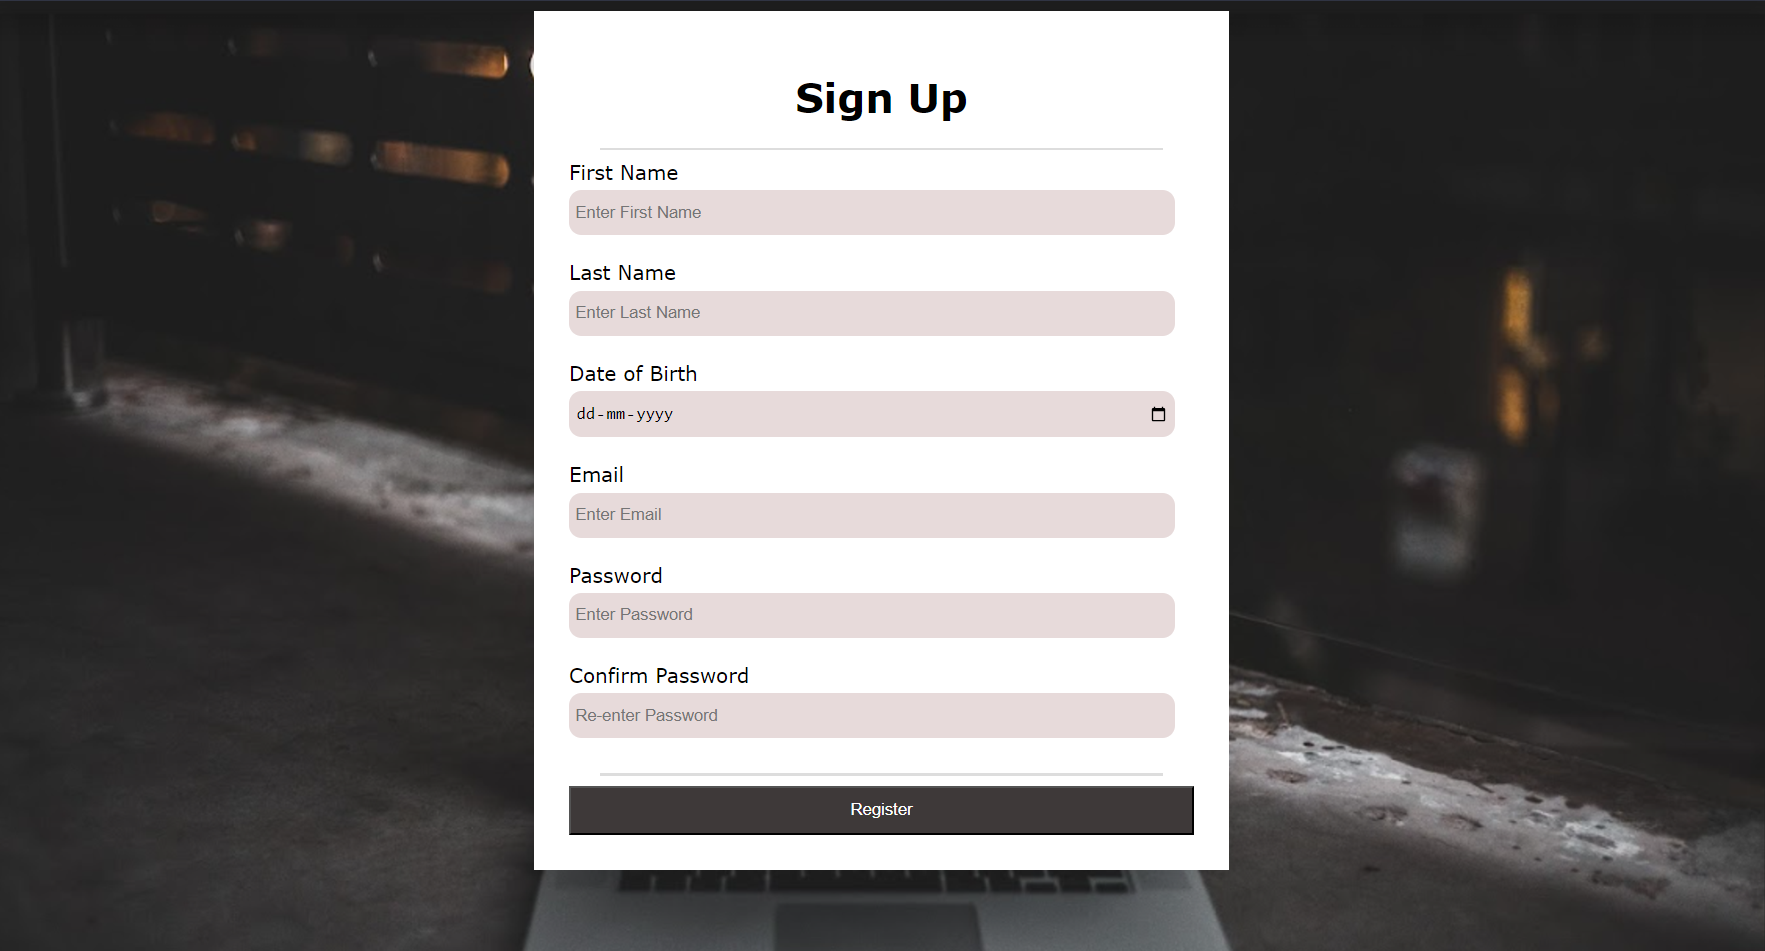 Sign Up
First Name
Enter First Name
Last Name
Enter Last Name
Date of Birth
dd-mm-yyyy
Email
Enter Email
Password
Enter Password
Confirm Password
Re-enter Password
Register